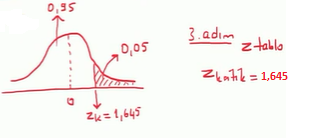 0,95
0,05
0
Zk=1,645
3.adım z tablo
Zkritik = 1,645